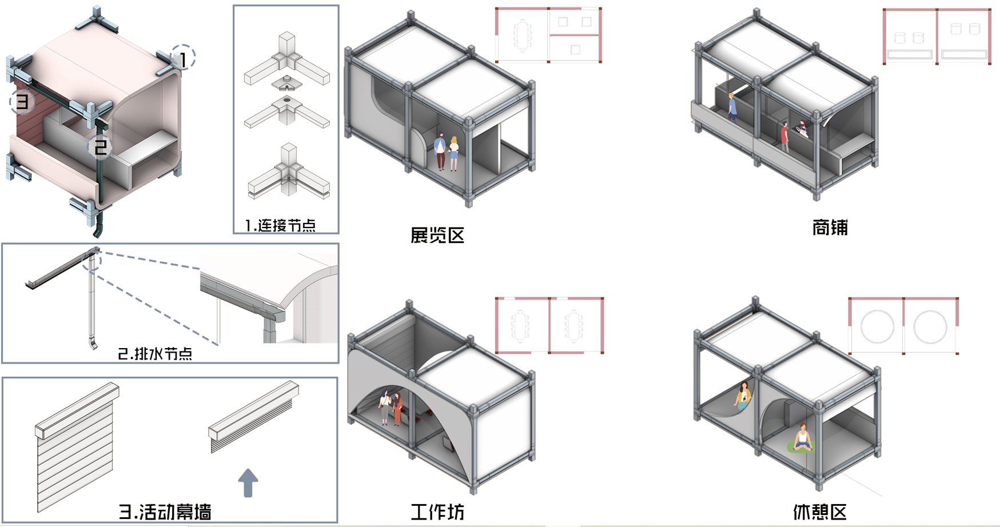 1
3
2
1.连接节点
展览区
商铺
2.排水节点
3.活动幕墙
工作坊
休憩区